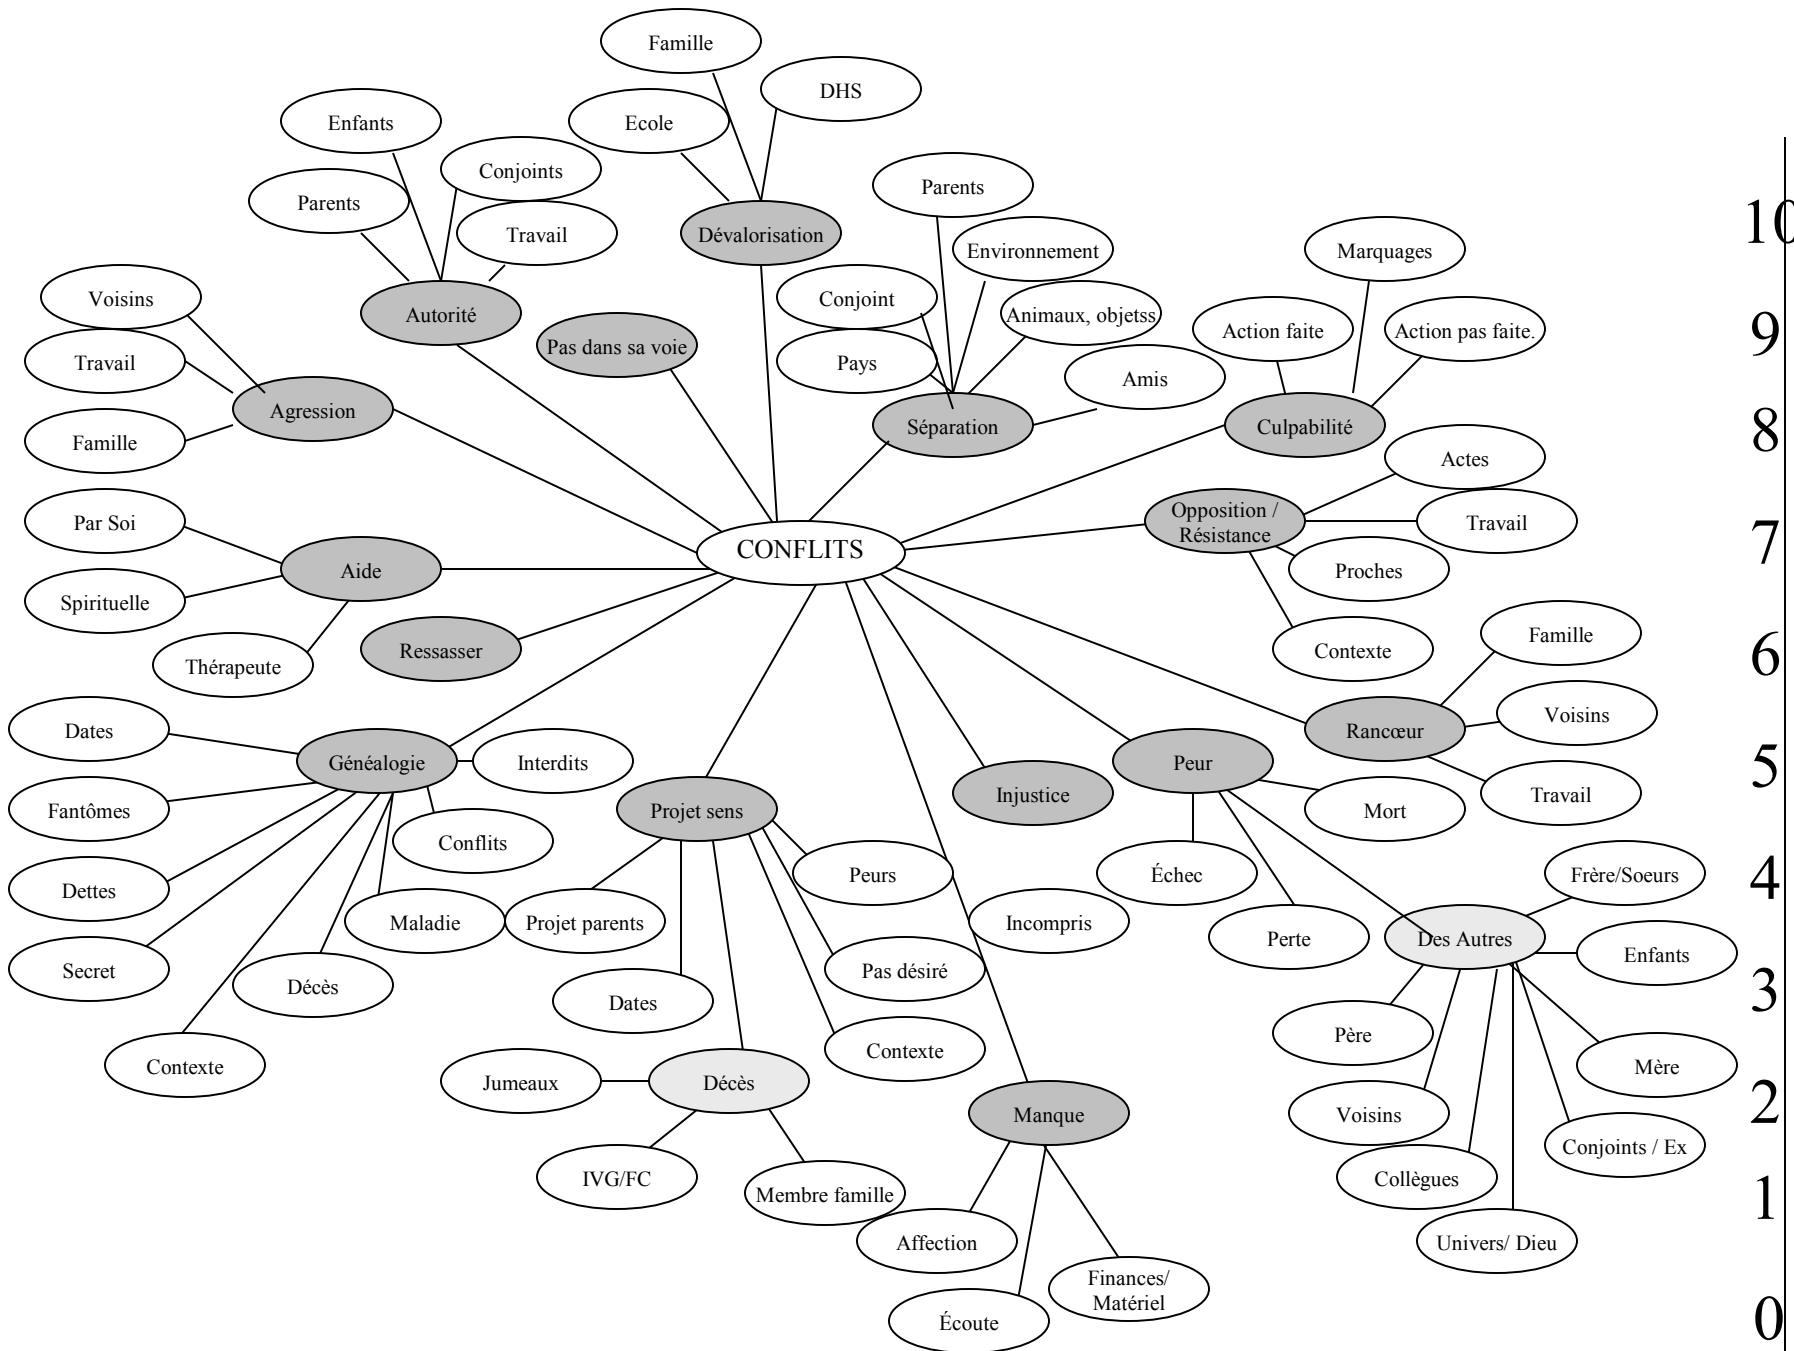 Famille
DHS
Enfants
Ecole
Conjoints
Parents
Parents
Travail
Dévalorisation
Environnement
Marquages
10
Voisins
Conjoint
Autorité
Animaux, objetss
Action faite
Action pas faite.
9
Pas dans sa voie
Travail
Pays
Amis
Agression
Séparation
Culpabilité
8
Famille
Actes
Par Soi
Opposition /
Résistance
Travail
CONFLITS
7
Aide
Proches
Spirituelle
Ressasser
Contexte
Famille
6
Thérapeute
Dates
Voisins
Rancœur
Généalogie
Interdits
Peur
5
Fantômes
Projet sens
Injustice
Mort
Travail
Conflits
Dettes
Peurs
Échec
Frère/Soeurs
4
Maladie
Projet parents
Incompris
Perte
Des Autres
Enfants
Secret
Décès
Dates
Pas désiré
3
Père
Contexte
Contexte
Mère
Jumeaux
Décès
Manque
Voisins
2
Conjoints / Ex
IVG/FC
Membre famille
Collègues
1
Affection
Univers/ Dieu
Finances/
Matériel
Écoute
0